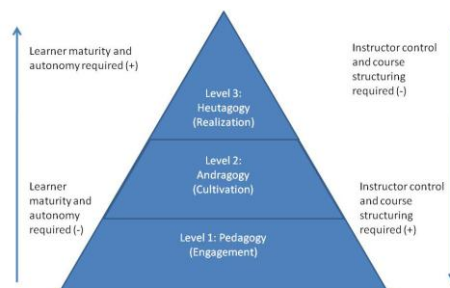 Learner maturity and
autonomy required (+)
Instructor control
and course
structuring
required (-)
Level 3:
Heutagogy
(Realization)
Level 2:
Andragogy
(Cultivation)
Learner
maturity and
autonomy
required (-)
Instructor control
and course
structuring
required (+)
Level 1: Pedagogy
(Engagement)